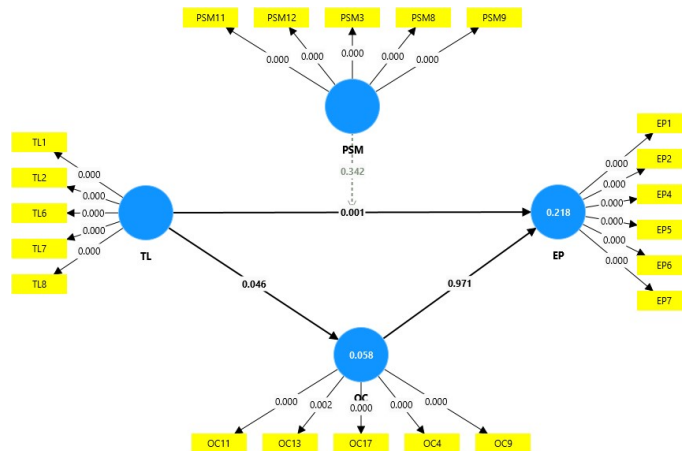 PSM11
PSM12
PSM3
PSM8
PSM9
0.000
0.000
0.000
0.000
0.000
PSM
0.342
TL1
TL2
TL6
TL7
TL8
0.000
0.000
0.000
0.000
0.000
TL
0.001
0.218
EP
0.000
0.000
0.000
0.000
0.000
0.000
EP1
EP2
EP4
EP5
EP6
EP7
0.046
0.971
0.058
OC
0.000
0.002
0.000
0.000
0.000
OC11
OC13
OC17
OC4
OC9